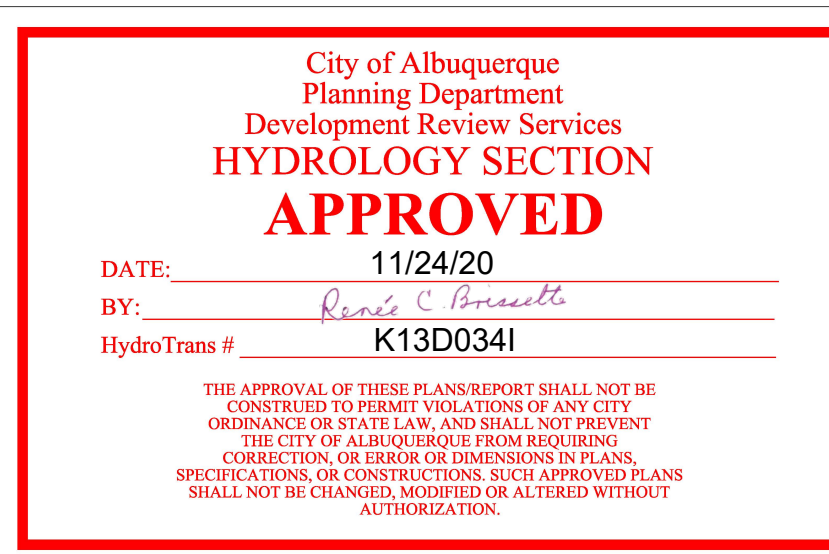 City of Albuquerque
Planning Department
Development Review Services
HYDROLOGY SECTION
APPROVED
DATE: 11/24/20
BY: Renée C. Brissette
HydroTrans # K13D034I
THE APPROVAL OF THESE PLANS/REPORT SHALL NOT BE
CONSTRUED TO PERMIT VIOLATIONS OF ANY CITY
ORDINANCE OR STATE LAW, AND SHALL NOT PREVENT
THE CITY OF ALBUQUERQUE FROM REQUIRING
CORRECTION, OR ERROR OR DIMENSIONS IN PLANS,
SPECIFICATIONS, OR CONSTRUCTIONS. SUCH APPROVED PLANS
SHALL NOT BE CHANGED, MODIFIED OR ALTERED WITHOUT
AUTHORIZATION.